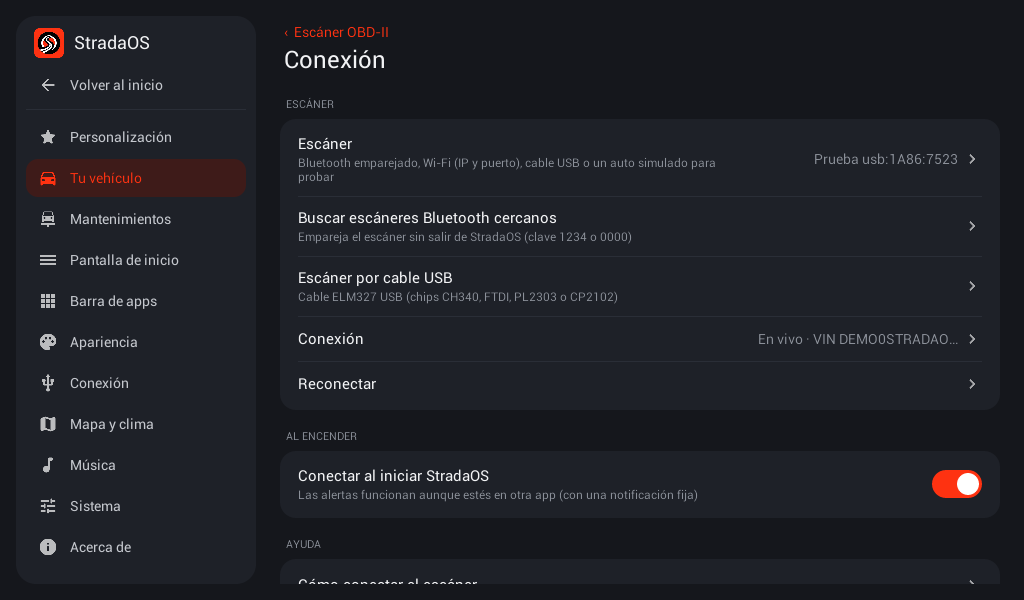 StradaOS
Volver al inicio
Personalización
Tu vehículo
Mantenimientos
Pantalla de inicio
Barra de apps
Apariencia
Conexión
Mapa y clima
Música
Sistema
Acerca de
‹ Escáner OBD-II
Conexión
ESCÁNER
Escáner
Bluetooth emparejado, Wi-Fi (IP y puerto), cable USB o un auto simulado para
probar
Prueba usb:1A86:7523
Buscar escáneres Bluetooth cercanos
Empareja el escáner sin salir de StradaOS (clave 1234 o 0000)
Escáner por cable USB
Cable ELM327 USB (chips CH340, FTDI, PL2303 o CP2102)
Conexión
En vivo · VIN DEMO0STRADAO...
Reconectar
AL ENCENDER
Conectar al iniciar StradaOS
Las alertas funcionan aunque estés en otra app (con una notificación fija)
AYUDA
Cómo conectar el escáner